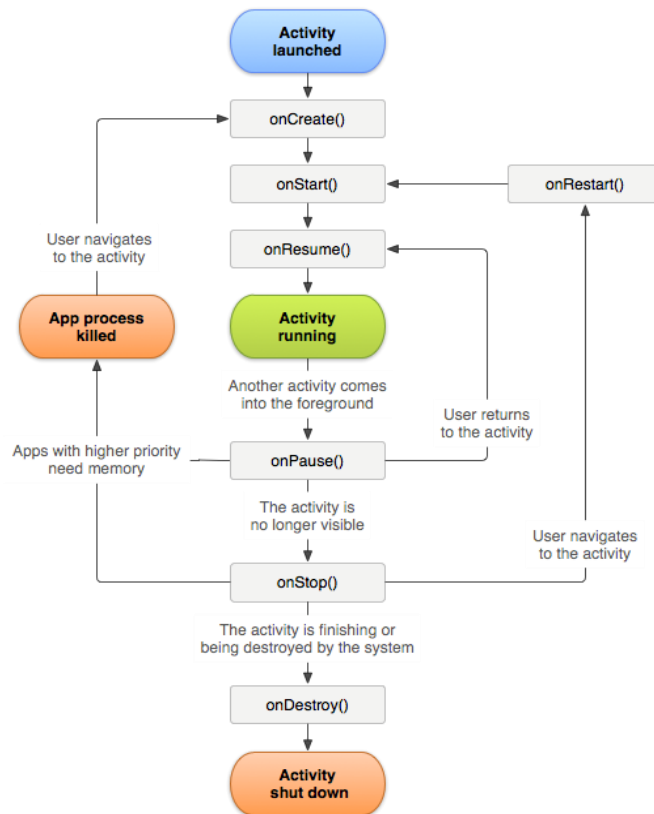 Activity
launched
onCreate()
onStart()
onRestart()
User navigates
to the activity
onResume()
App process
killed
Activity
running
Another activity comes
into the foreground
User returns
to the activity
Apps with higher priority
need memory
onPause()
The activity is
no longer visible
User navigates
to the activity
onStop()
The activity is finishing or
being destroyed by the system
onDestroy()
Activity
shut down